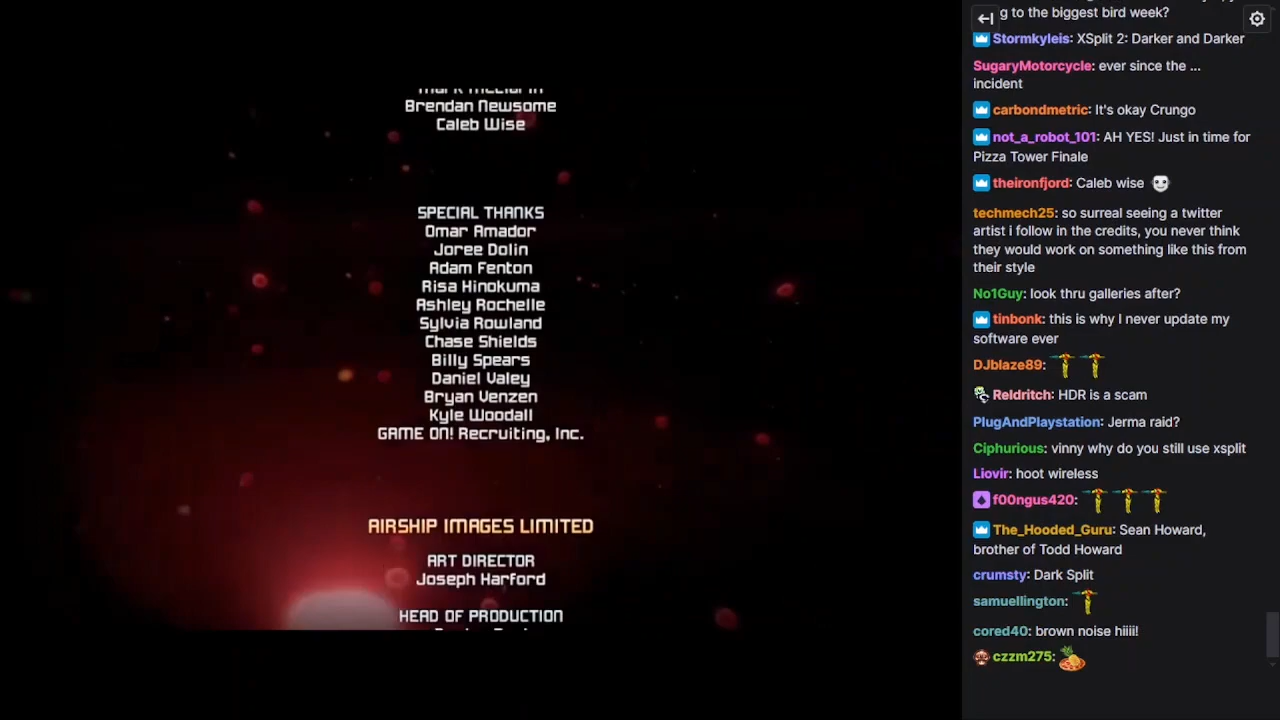 Brendan Newsome
Caleb Wise
SPECIAL THANKS
Omar Amador
Joree Dolin
Adam Fenton
Risa Hinokuma
Ashley Rochelle
Sylvia Rowland
Chase Shields
Billy Spears
Daniel Valey
Bryan Venzen
Kyle Woodall
GAME ON! Recruiting, Inc.
AIRSHIP IMAGES LIMITED
ART DIRECTOR
Joseph Harford
HEAD OF PRODUCTION
g to the biggest bird week?
Stormkyleis: XSplit 2: Darker and Darker
SugaryMotorcycle: ever since the ...
incident
carbondmetric: It's okay Crungo
not_a_robot_101: AH YES! Just in time for
Pizza Tower Finale
theironfjord: Caleb wise
techmech25: so surreal seeing a twitter
artist i follow in the credits, you never think
they would work on something like this from
their style
No1Guy: look thru galleries after?
tinbonk: this is why I never update my
software ever
DJblaze89:
Reldritch: HDR is a scam
PlugAndPlaystation: Jerma raid?
Ciphurious: vinny why do you still use xsplit
Liovir: hoot wireless
f00ngus420:
The_Hooded_Guru: Sean Howard,
brother of Todd Howard
crumsty: Dark Split
samuellington:
cored40: brown noise hiiii!
czzm275: